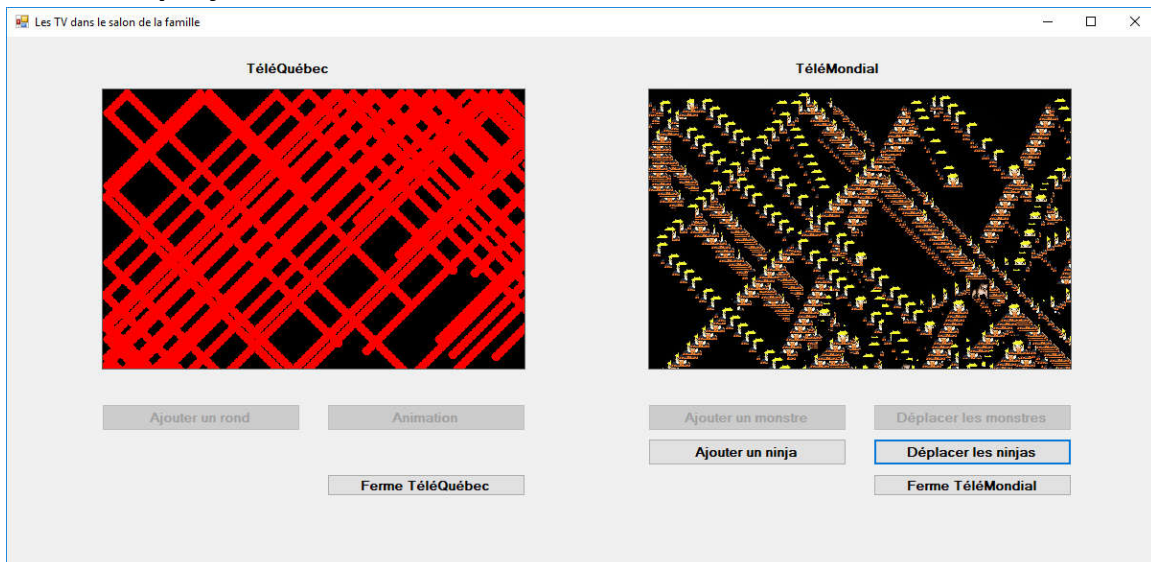 Les TV dans le salon de la famille
TéléQuébec
TéléMondial
Ajouter un rond
Animation
Ajouter un monstre
Déplacer les monstres
Ajouter un ninja
Déplacer les ninjas
Ferme TéléQuébec
Ferme TéléMondial